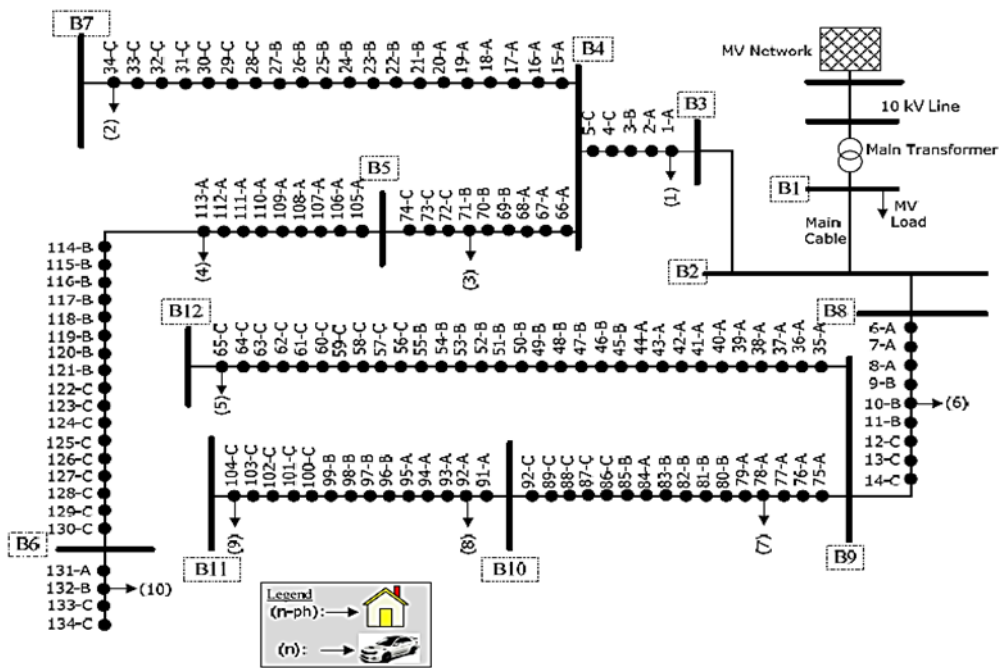 B7
34-C
33-C
32-C
31-C
30-C
29-C
28-C
27-B
26-B
25-B
24-B
23-B
22-B
21-B
20-A
19-A
18-A
17-A
16-A
15-A
(2)
B4
5-C
4-C
3-B
2-A
1-A
(1)
B3
MV Network
10 kV Line
Main Transformer
B1
MV
Load
Main
Cable
B2
B5
113-A
112-A
111-A
110-A
109-A
108-A
107-A
106-A
105-A
(4)
74-C
73-C
72-C
71-B
70-B
69-B
68-A
67-A
66-A
(3)
114-B
115-B
116-B
117-B
118-B
119-B
120-B
121-B
122-C
123-C
124-C
125-C
126-C
127-C
128-C
129-C
130-C
B6
131-A
132-B
(10)
133-C
134-C
B12
65-C
64-C
63-C
62-C
61-C
60-C
59-C
58-C
57-C
56-C
55-B
54-B
53-B
52-B
51-B
50-B
49-B
48-B
47-B
46-B
45-B
44-A
43-A
42-A
41-A
40-A
39-A
38-A
37-A
36-A
35-A
(5)
B8
6-A
7-A
8-A
9-B
10-B
(6)
11-B
12-C
13-C
14-C
104-C
103-C
102-C
101-C
100-C
99-B
98-B
97-B
96-B
95-A
94-A
93-A
92-A
91-A
(9)
(8)
92-C
89-C
88-C
87-C
86-C
85-B
84-A
83-B
82-B
81-B
80-B
79-A
78-A
77-A
76-A
75-A
(7)
B11
B10
B9
Legend
(n-ph):
(n):